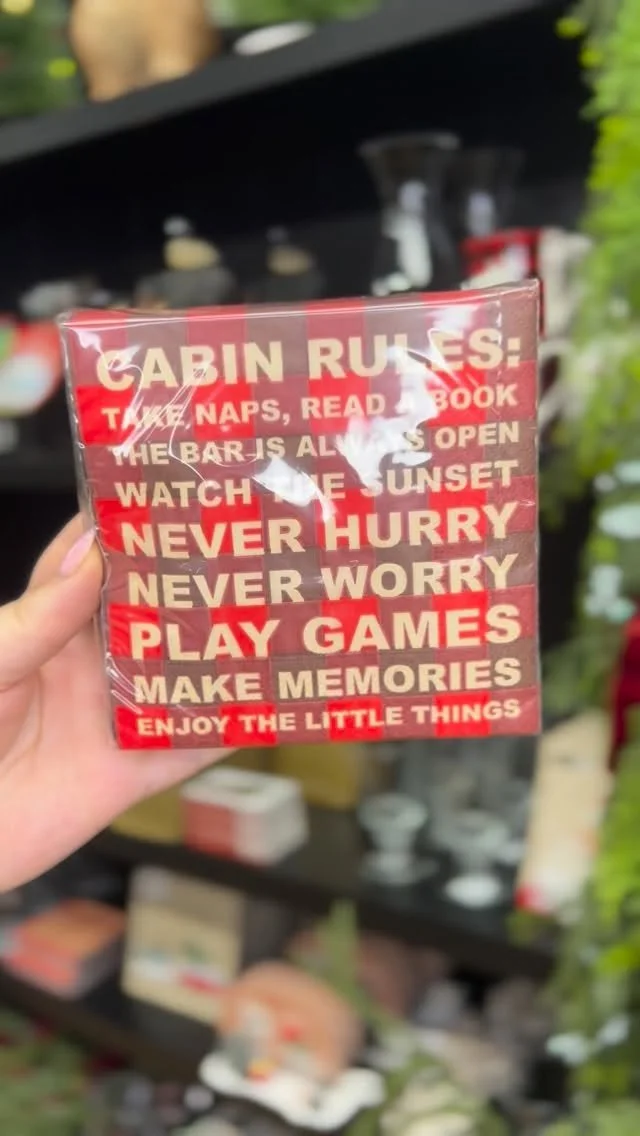 CABIN RULES:
TAKE NAPS, READ A BOOK
THE BAR IS ALWAYS OPEN
WATCH THE SUNSET
NEVER HURRY
NEVER WORRY
PLAY GAMES
MAKE MEMORIES
ENJOY THE LITTLE THINGS